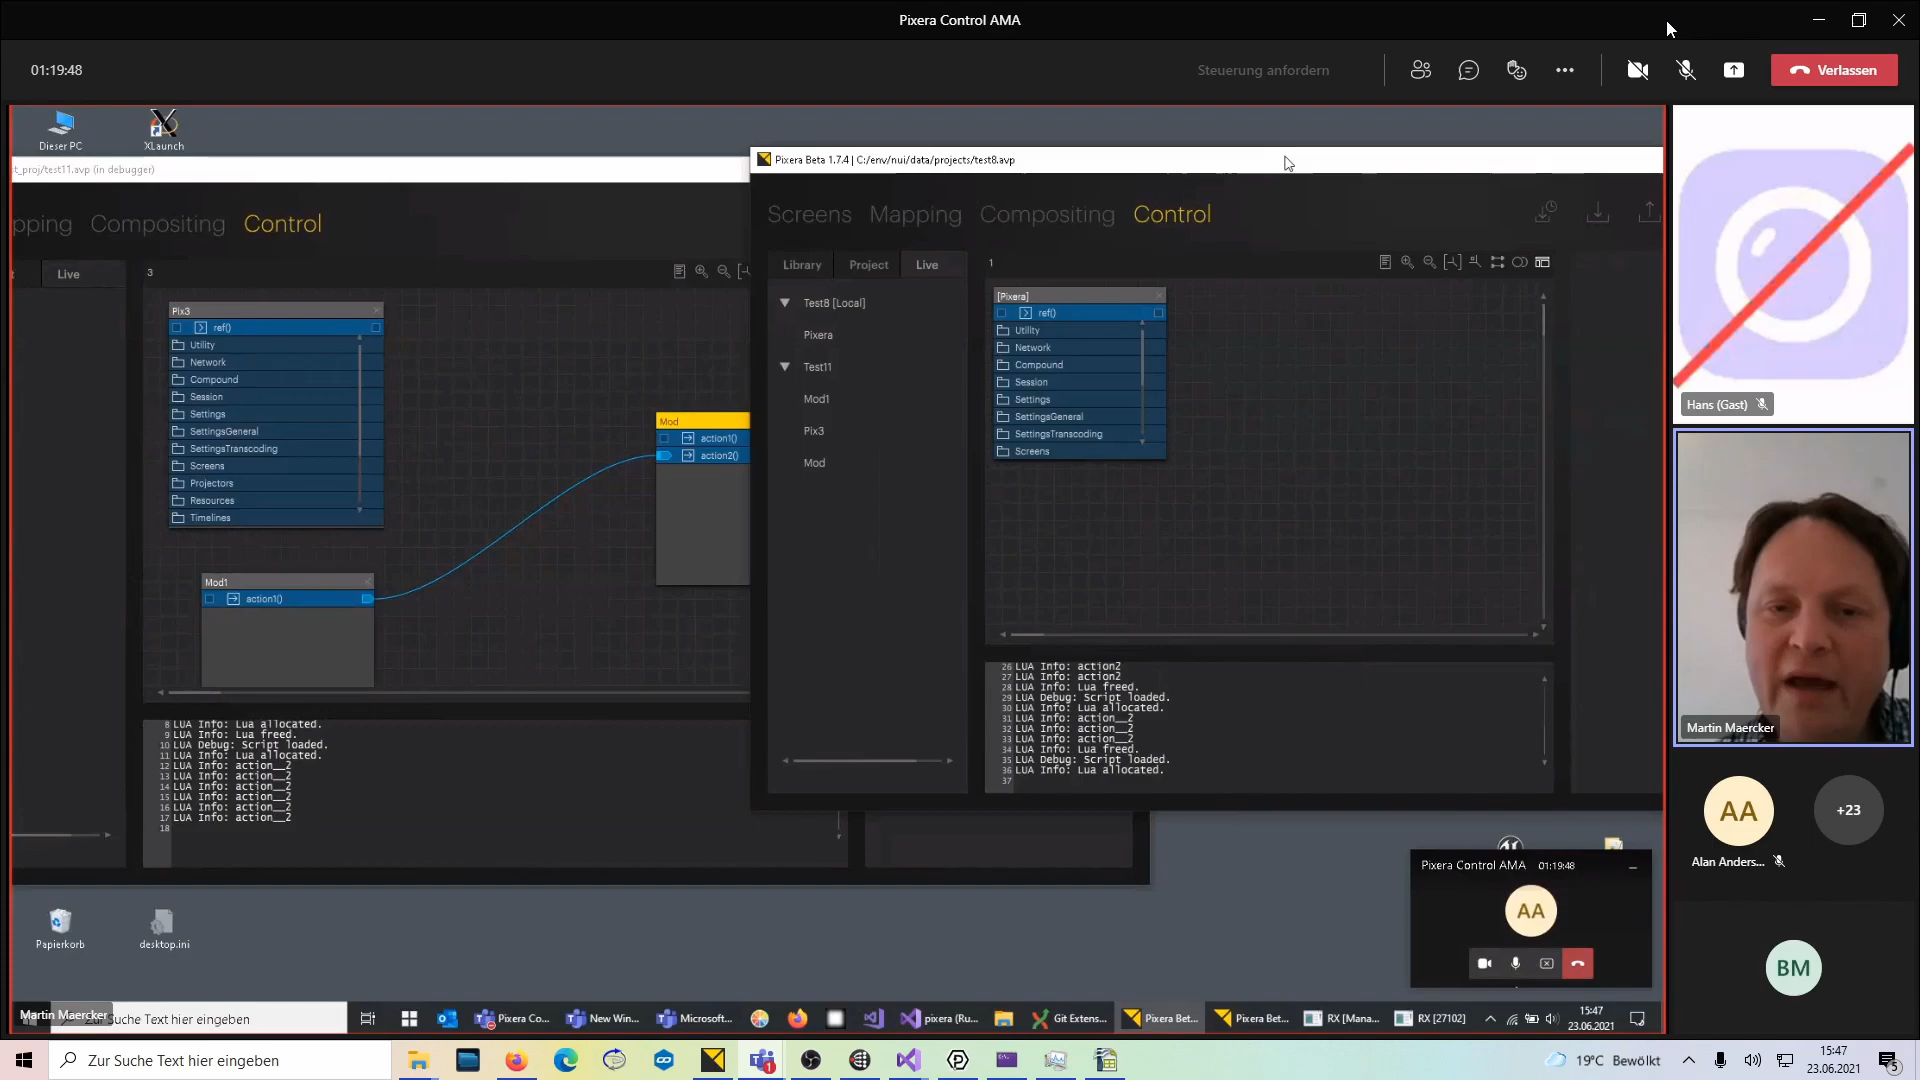 Pixera Control AMA
01:19:48
Steuerung anfordern
Verlassen
Dieser PC
XLaunch
t_proj/test11.avp (in debugger)
pping Compositing Control
t Live
3
Pix3
ref()
Utility
Network
Compound
Session
Settings
SettingsGeneral
SettingsTranscoding
Screens
Projectors
Resources
Timelines
Mod
action1()
action2()
Mod1
action1()
8 LUA Info: Lua allocated.
9 LUA Info: Lua freed.
10 LUA Debug: Script loaded.
11 LUA Info: Lua allocated.
12 LUA Info: action__2
13 LUA Info: action__2
14 LUA Info: action__2
15 LUA Info: action__2
16 LUA Info: action__2
17 LUA Info: action__2
18
Pixera Beta 1.7.4 | C:/env/nui/data/projects/test8.avp
Screens Mapping Compositing Control
Library Project Live
Test8 [Local]
Pixera
Test11
Mod1
Pix3
Mod
1
[Pixera]
ref()
Utility
Network
Compound
Session
Settings
SettingsGeneral
SettingsTranscoding
Screens
26 LUA Info: action2
27 LUA Info: action2
28 LUA Info: Lua freed.
29 LUA Debug: Script loaded.
30 LUA Info: Lua allocated.
31 LUA Info: action__2
32 LUA Info: action__2
33 LUA Info: action__2
34 LUA Info: Lua freed.
35 LUA Debug: Script loaded.
36 LUA Info: Lua allocated.
37
Hans (Gast)
Martin Maercker
AA
Alan Anders...
+23
BM
Pixera Control AMA 01:19:48
AA
Papierkorb
desktop.ini
Martin Maercker
Zur Suche Text hier eingeben
Pixera Co...
New Win...
Microsoft...
pixera (Ru...
Git Extens...
Pixera Bet...
Pixera Bet...
RX [Mana...
RX [27102]
15:47
23.06.2021
Zur Suche Text hier eingeben
1
19°C Bewölkt
15:47
23.06.2021
5